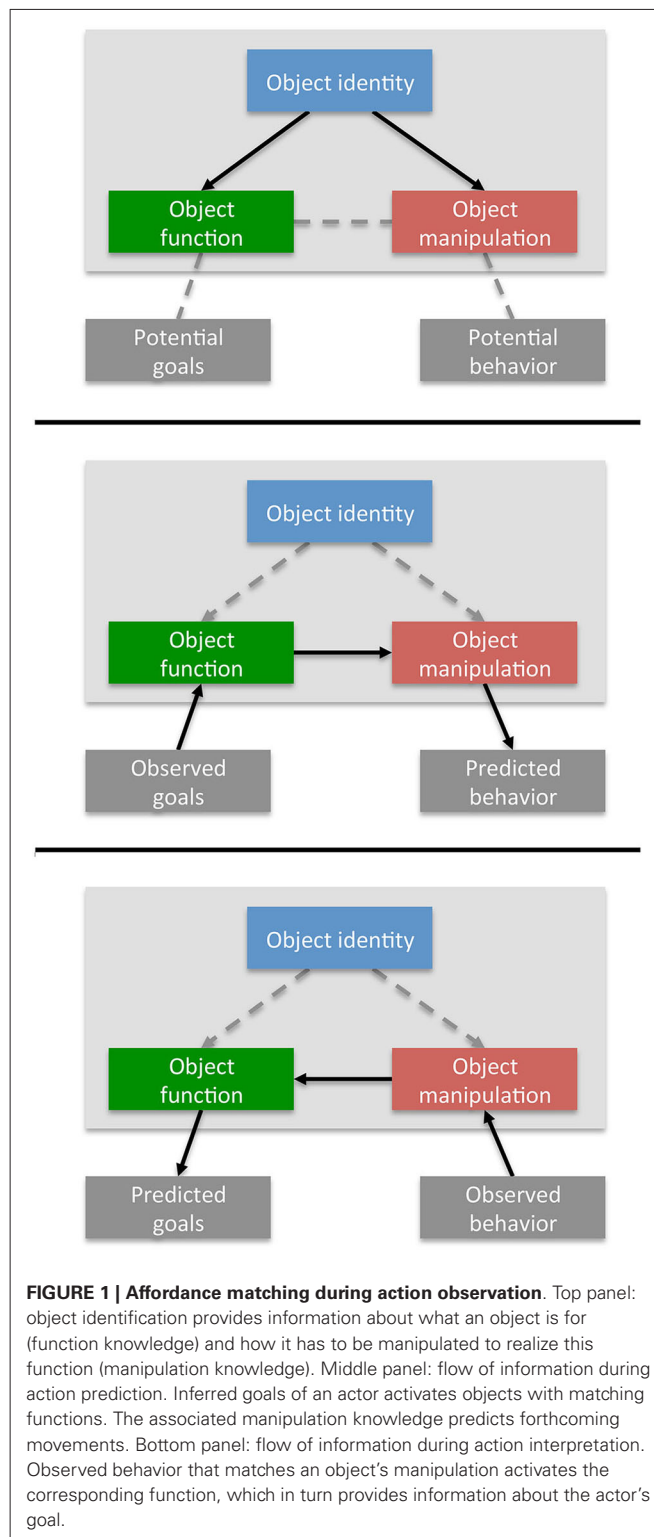 Object identity
Object
function
Object
manipulation
Potential
goals
Potential
behavior
Object identity
Object
function
Object
manipulation
Observed
goals
Predicted
behavior
Object identity
Object
function
Object
manipulation
Predicted
goals
Observed
behavior
FIGURE 1 | Affordance matching during action observation. Top panel:
object identification provides information about what an object is for
(function knowledge) and how it has to be manipulated to realize this
function (manipulation knowledge). Middle panel: flow of information during
action prediction. Inferred goals of an actor activates objects with matching
functions. The associated manipulation knowledge predicts forthcoming
movements. Bottom panel: flow of information during action interpretation.
Observed behavior that matches an object's manipulation activates the
corresponding function, which in turn provides information about the actor's
goal.